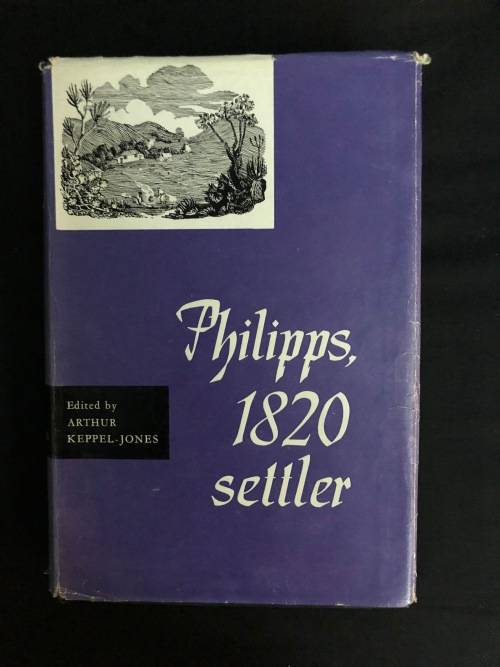 Philipps,
1820
settler
Edited by
ARTHUR
KEPPEL-JONES